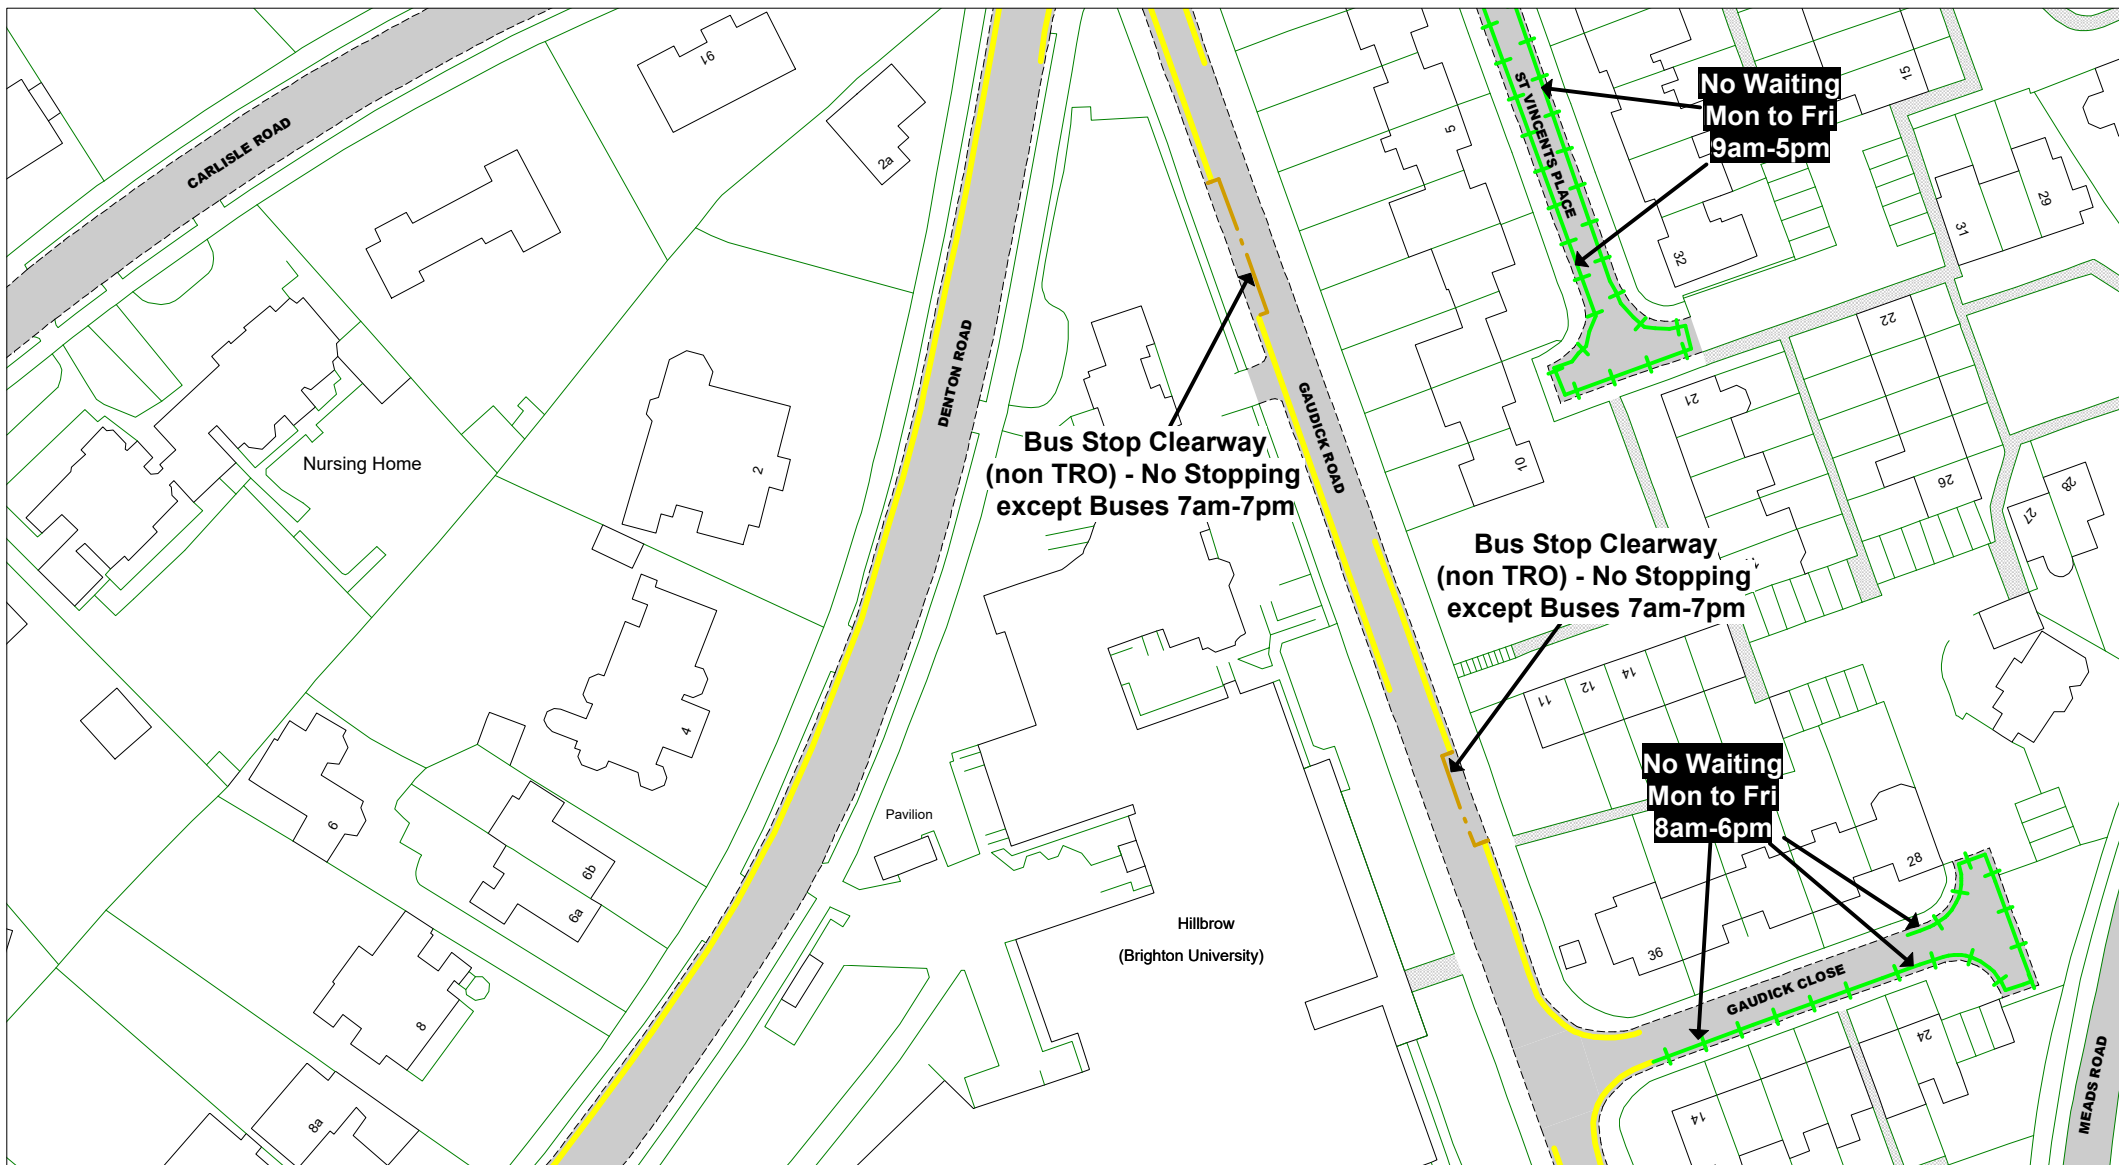 91
15
No Waiting
Mon to Fri
9am-5pm
ST VINCENTS PLACE
5
CARLISLE ROAD
2a
29
31
32
22
DENTON ROAD
GAUDICK ROAD
21
Bus Stop Clearway
(non TRO) - No Stopping
except Buses 7am-7pm
Nursing Home
2
10
26
28
27
Bus Stop Clearway
(non TRO) - No Stopping
except Buses 7am-7pm
11
12
14
4
No Waiting
Mon to Fri
8am-6pm
6
Pavilion
6b
6a
28
Hillbrow
(Brighton University)
36
GAUDICK CLOSE
8
24
MEADS ROAD
8a
14